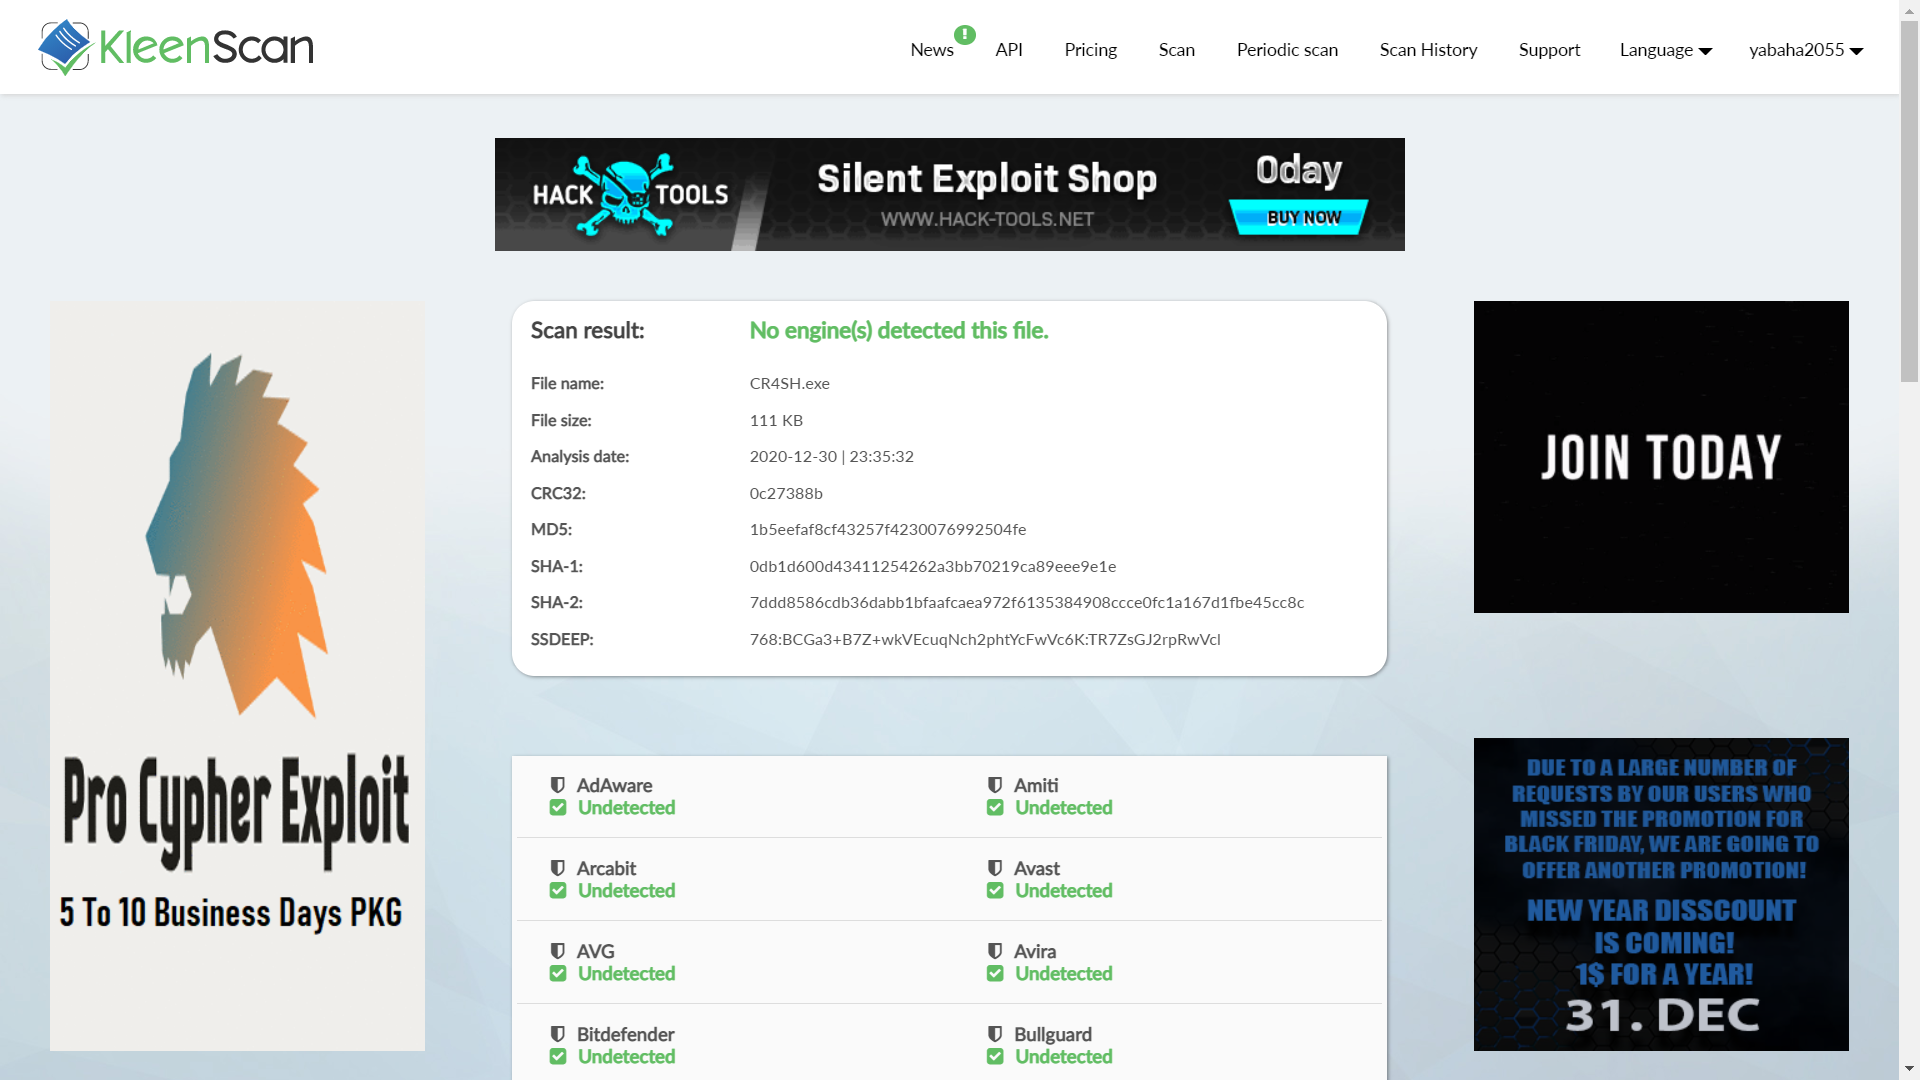 KleenScan
News !
API
Pricing
Scan
Periodic scan
Scan History
Support
Language
yabaha2055
HACK TOOLS
Silent Exploit Shop
WWW.HACK-TOOLS.NET
0day
BUY NOW
Pro Cypher Exploit
5 To 10 Business Days PKG
Scan result: No engine(s) detected this file.
File name: CR4SH.exe
File size: 111 KB
Analysis date: 2020-12-30 | 23:35:32
CRC32: 0c27388b
MD5: 1b5eefaf8cf43257f4230076992504fe
SHA-1: 0db1d600d43411254262a3bb70219ca89eee9e1e
SHA-2: 7ddd8586cdb36dabb1bfaafcaea972f6135384908ccce0fc1a167d1fbe45cc8c
SSDEEP: 768:BCGa3+B7Z+wkVEcuqNch2phtYcFwVc6K:TR7ZsGJ2rpRwVcl
AdAware
Undetected
Amiti
Undetected
Arcabit
Undetected
Avast
Undetected
AVG
Undetected
Avira
Undetected
Bitdefender
Undetected
Bullguard
Undetected
JOIN TODAY
DUE TO A LARGE NUMBER OF
REQUESTS BY OUR USERS WHO
MISSED THE PROMOTION FOR
BLACK FRIDAY, WE ARE GOING TO
OFFER ANOTHER PROMOTION!
NEW YEAR DISSCOUNT
IS COMING!
1$ FOR A YEAR!
31. DEC